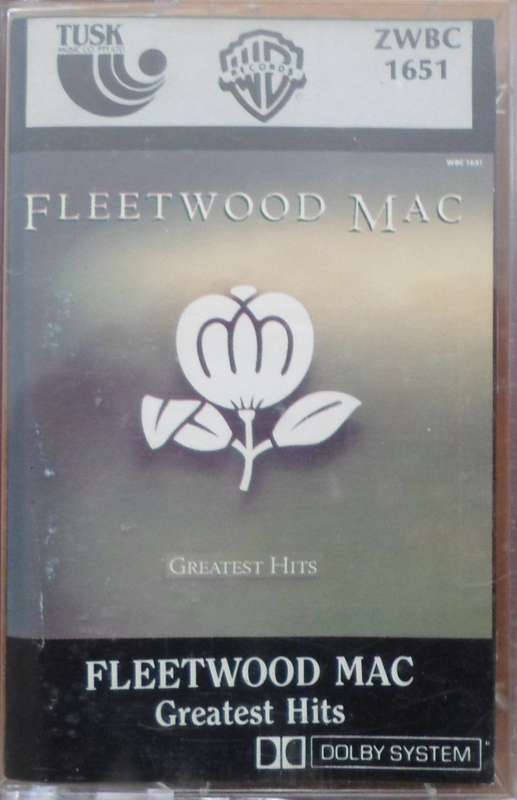 TUSK
MUSIC CO. PTY LTD
RECORDS
ZWBC
1651
WBC 1651
FLEETWOOD MAC
GREATEST HITS
FLEETWOOD MAC
Greatest Hits
DOLBY SYSTEM